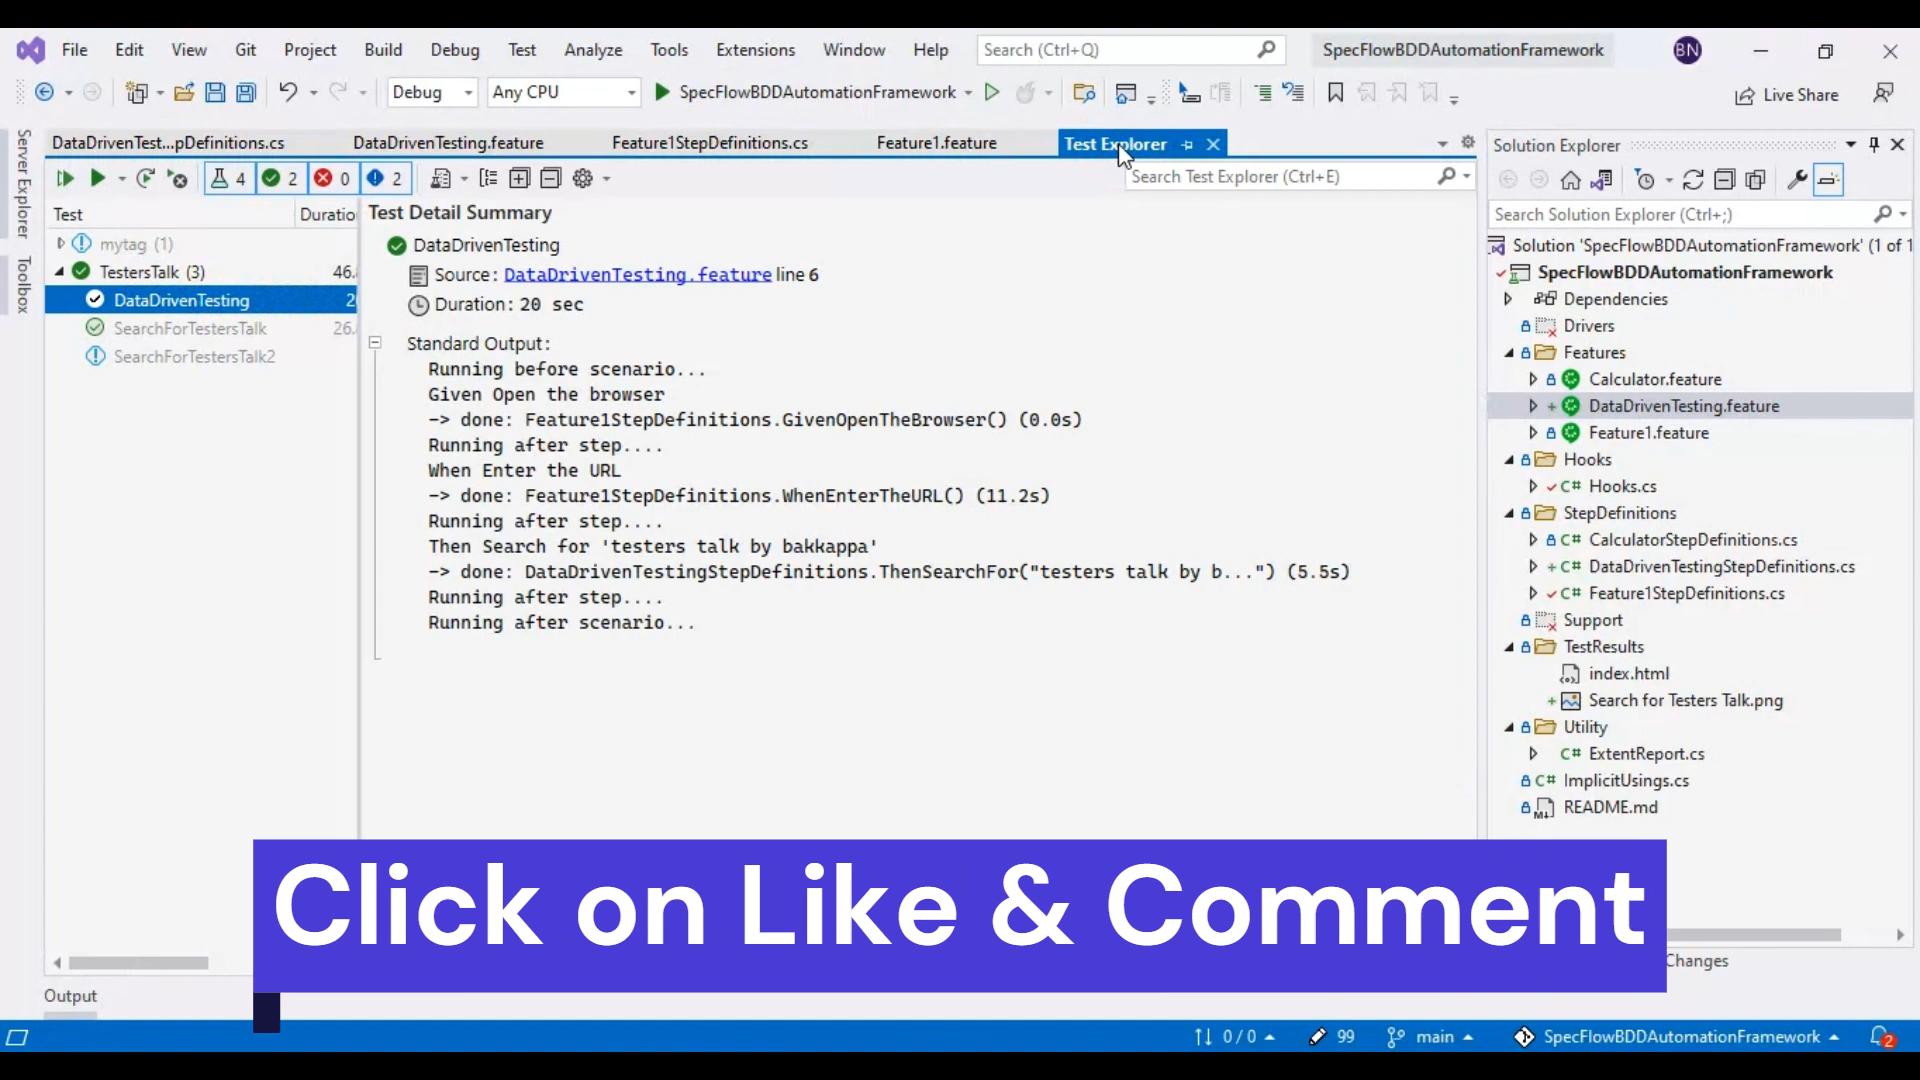 File Edit View Git Project Build Debug Test Analyze Tools Extensions Window Help Search (Ctrl+Q) SpecFlowBDDAutomationFramework BN
Debug Any CPU SpecFlowBDDAutomationFramework Live Share
Server Explorer
Toolbox
DataDrivenTest...pDefinitions.cs DataDrivenTesting.feature Feature1StepDefinitions.cs Feature1.feature Test Explorer
4 2 0 2 Search Test Explorer (Ctrl+E)
Test Duratio
mytag (1)
TestersTalk (3) 46.
DataDrivenTesting 2
SearchForTestersTalk 26.
SearchForTestersTalk2
Test Detail Summary
DataDrivenTesting
Source: DataDrivenTesting.feature line 6
Duration: 20 sec
Standard Output:
Running before scenario...
Given Open the browser
-> done: Feature1StepDefinitions.GivenOpenTheBrowser() (0.0s)
Running after step....
When Enter the URL
-> done: Feature1StepDefinitions.WhenEnterTheURL() (11.2s)
Running after step....
Then Search for 'testers talk by bakkappa'
-> done: DataDrivenTestingStepDefinitions.ThenSearchFor("testers talk by b...") (5.5s)
Running after step....
Running after scenario...
Solution Explorer
Search Solution Explorer (Ctrl+;)
Solution 'SpecFlowBDDAutomationFramework' (1 of 1
SpecFlowBDDAutomationFramework
Dependencies
Drivers
Features
Calculator.feature
DataDrivenTesting.feature
Feature1.feature
Hooks
C# Hooks.cs
StepDefinitions
C# CalculatorStepDefinitions.cs
C# DataDrivenTestingStepDefinitions.cs
C# Feature1StepDefinitions.cs
Support
TestResults
index.html
Search for Testers Talk.png
Utility
C# ExtentReport.cs
C# ImplicitUsings.cs
README.md
Changes
Click on Like & Comment
Output
0 / 0 99 main SpecFlowBDDAutomationFramework 2